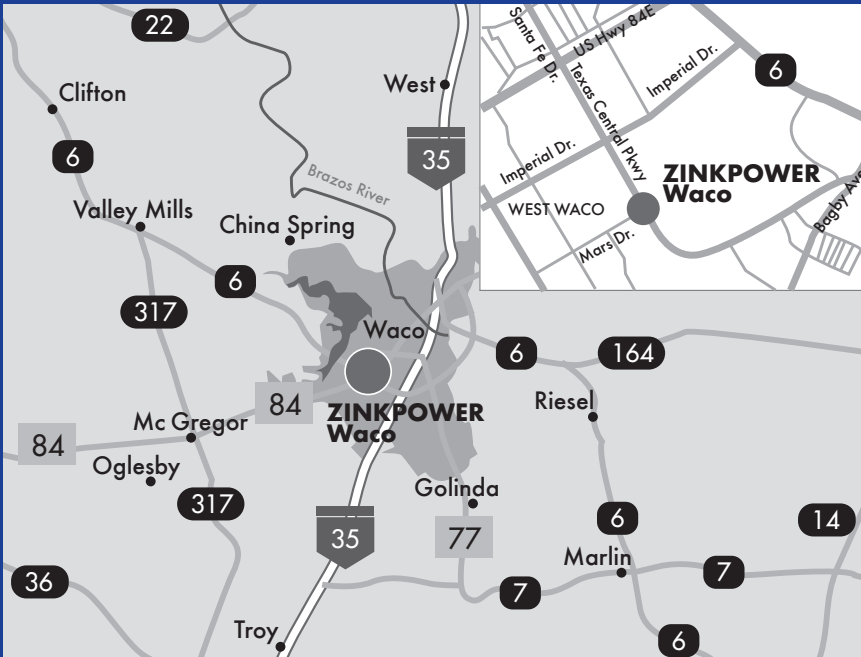 22
Clifton
6
Valley Mills
317
6
China Spring
Brazos River
West
35
Waco
ZINKPOWER
Waco
84
84
Mc Gregor
Oglesby
317
36
35
Troy
Golinda
77
7
6
164
Riesel
6
Marlin
7
14
6
Santa Fe Dr.
US Hwy 84E
Texas Central Pkwy
Imperial Dr.
6
Imperial Dr.
ZINKPOWER
Waco
WEST WACO
Mars Dr.
Bagby Ave